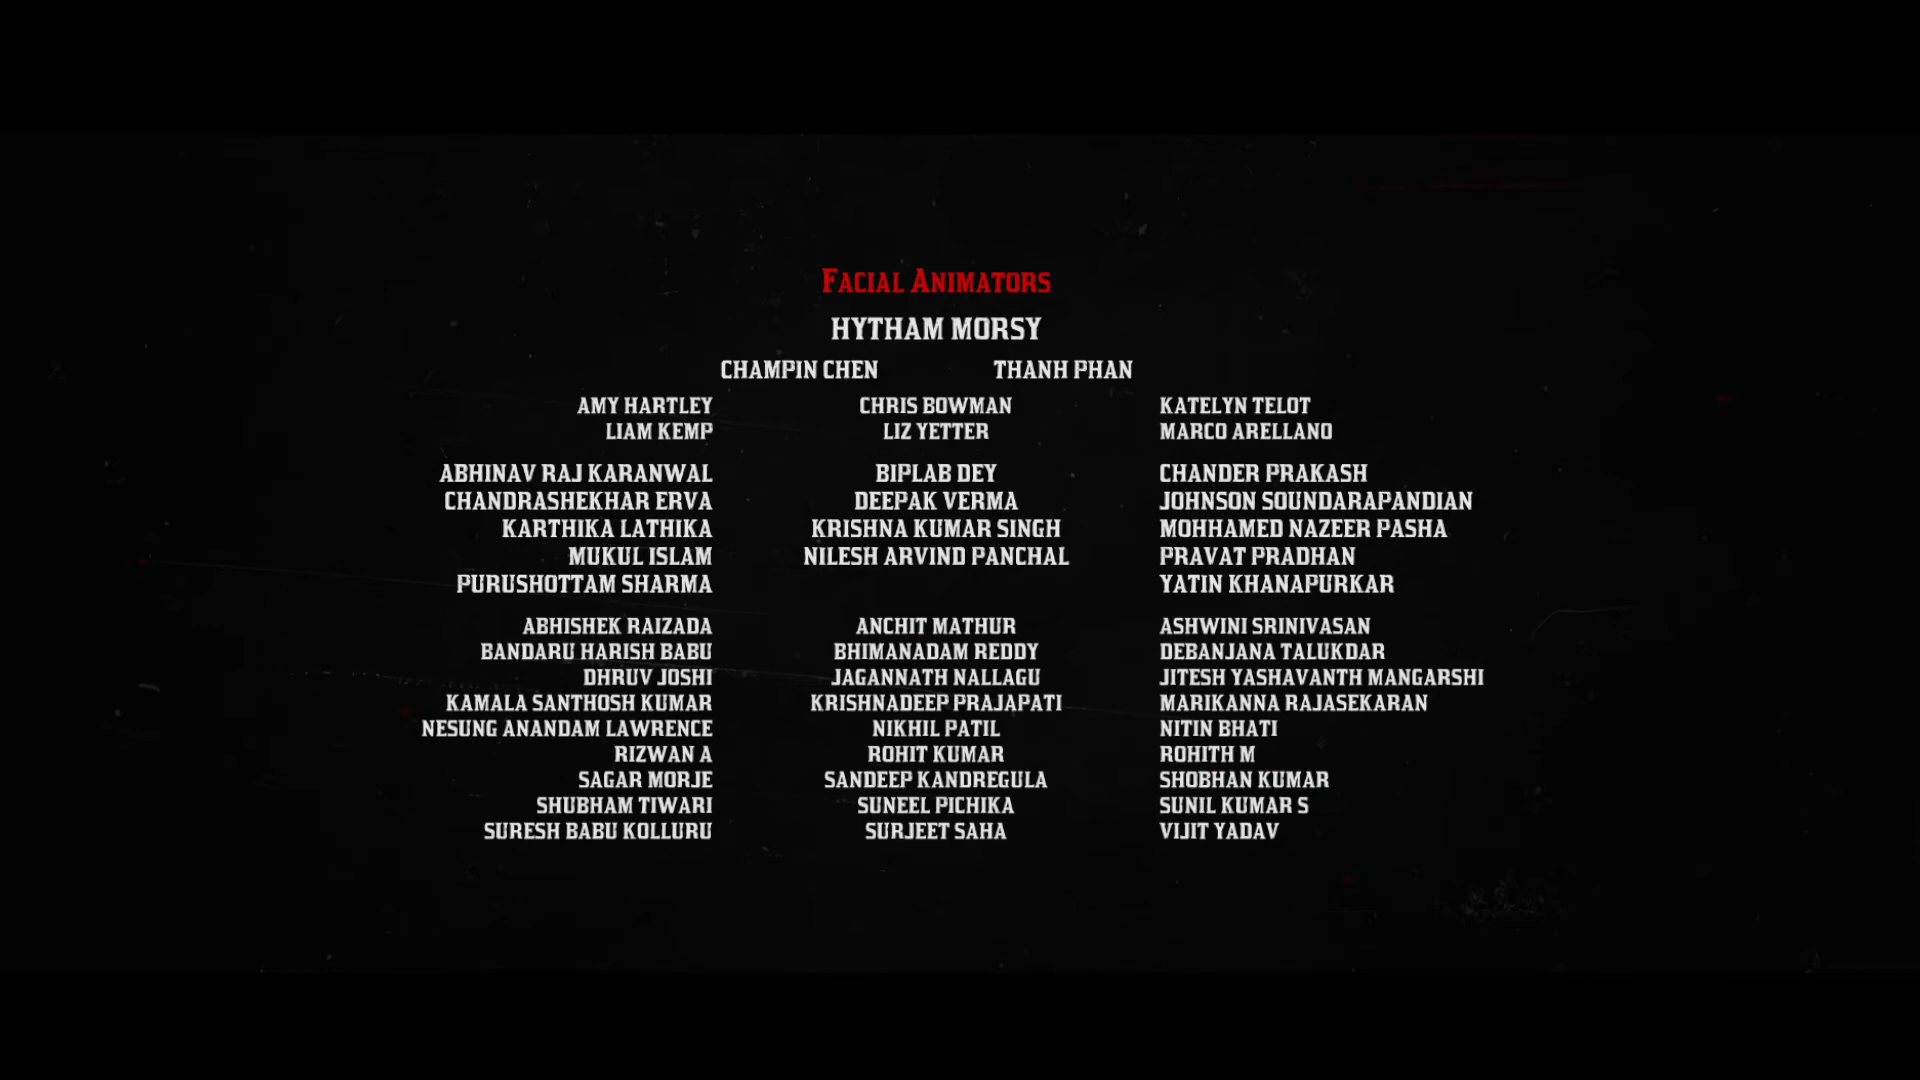 FACIAL ANIMATORS
HYTHAM MORSY
CHAMPIN CHEN THANH PHAN
AMY HARTLEY CHRIS BOWMAN KATELYN TELOT
LIAM KEMP LIZ YETTER MARCO ARELLANO
ABHINAV RAJ KARANWAL BIPLAB DEY CHANDER PRAKASH
CHANDRASHEKHAR ERVA DEEPAK VERMA JOHNSON SOUNDARAPANDIAN
KARTHIKA LATHIKA KRISHNA KUMAR SINGH MOHHAMED NAZEER PASHA
MUKUL ISLAM NILESH ARVIND PANCHAL PRAVAT PRADHAN
PURUSHOTTAM SHARMA YATIN KHANAPURKAR
ABHISHEK RAIZADA ANCHIT MATHUR ASHWINI SRINIVASAN
BANDARU HARISH BABU BHIMANADAM REDDY DEBANJANA TALUKDAR
DHRUV JOSHI JAGANNATH NALLAGU JITESH YASHAVANTH MANGARSHI
KAMALA SANTHOSH KUMAR KRISHNADEEP PRAJAPATI MARIKANNA RAJASEKARAN
NESUNG ANANDAM LAWRENCE NIKHIL PATIL NITIN BHATI
RIZWAN A ROHIT KUMAR ROHITH M
SAGAR MORJE SANDEEP KANDREGULA SHOBHAN KUMAR
SHUBHAM TIWARI SUNEEL PICHIKA SUNIL KUMAR S
SURESH BABU KOLLURU SURJEET SAHA VIJIT YADAV